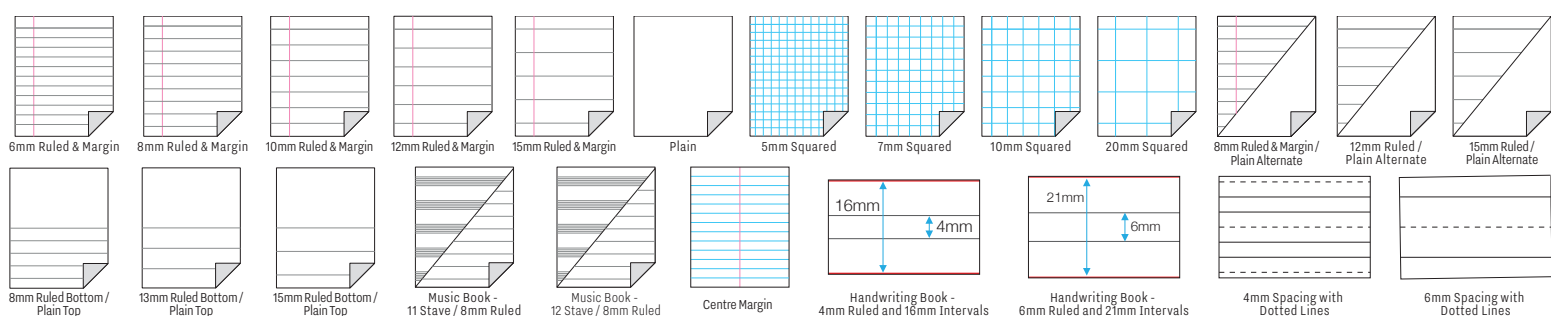 6mm Ruled & Margin
8mm Ruled & Margin
10mm Ruled & Margin
12mm Ruled & Margin
15mm Ruled & Margin
Plain
5mm Squared
7mm Squared
10mm Squared
20mm Squared
8mm Ruled & Margin /
Plain Alternate
12mm Ruled /
Plain Alternate
15mm Ruled /
Plain Alternate
8mm Ruled Bottom /
Plain Top
13mm Ruled Bottom /
Plain Top
15mm Ruled Bottom /
Plain Top
Music Book -
11 Stave / 8mm Ruled
Music Book -
12 Stave / 8mm Ruled
Centre Margin
16mm
4mm
Handwriting Book -
4mm Ruled and 16mm Intervals
21mm
6mm
Handwriting Book -
6mm Ruled and 21mm Intervals
4mm Spacing with
Dotted Lines
6mm Spacing with
Dotted Lines